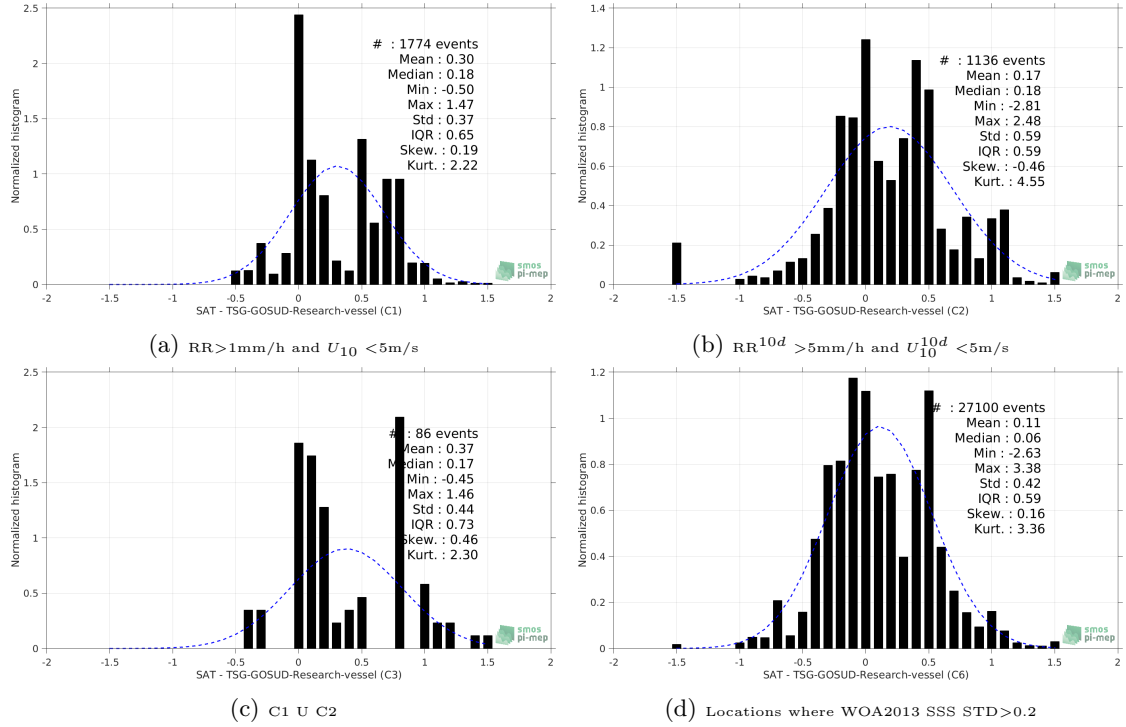 2.5
2
1.5
1
0.5
0
-2
-1.5
-1
-0.5
0
0.5
1
1.5
2
Normalized histogram
# : 1774 events
Mean : 0.30
Median : 0.18
Min : -0.50
Max : 1.47
Std : 0.37
IQR : 0.65
Skew. : 0.19
Kurt. : 2.22
smos
pi-mep
SAT - TSG-GOSUD-Research-vessel (C1)
(a) RR>1mm/h and U10 <5m/s
1.4
1.2
1
0.8
0.6
0.4
0.2
0
-2
-1.5
-1
-0.5
0
0.5
1
1.5
2
Normalized histogram
# : 1136 events
Mean : 0.17
Median : 0.18
Min : -2.81
Max : 2.48
Std : 0.59
IQR : 0.59
Skew. : -0.46
Kurt. : 4.55
smos
pi-mep
SAT - TSG-GOSUD-Research-vessel (C2)
(b) RR^10d >5mm/h and U10^10d <5m/s
2.5
2
1.5
1
0.5
0
-2
-1.5
-1
-0.5
0
0.5
1
1.5
2
Normalized histogram
# : 86 events
Mean : 0.37
Median : 0.17
Min : -0.45
Max : 1.46
Std : 0.44
IQR : 0.73
Skew. : 0.46
Kurt. : 2.30
smos
pi-mep
SAT - TSG-GOSUD-Research-vessel (C3)
(c) C1 U C2
1.2
1
0.8
0.6
0.4
0.2
0
-2
-1.5
-1
-0.5
0
0.5
1
1.5
2
Normalized histogram
# : 27100 events
Mean : 0.11
Median : 0.06
Min : -2.63
Max : 3.38
Std : 0.42
IQR : 0.59
Skew. : 0.16
Kurt. : 3.36
smos
pi-mep
SAT - TSG-GOSUD-Research-vessel (C6)
(d) Locations where WOA2013 SSS STD>0.2